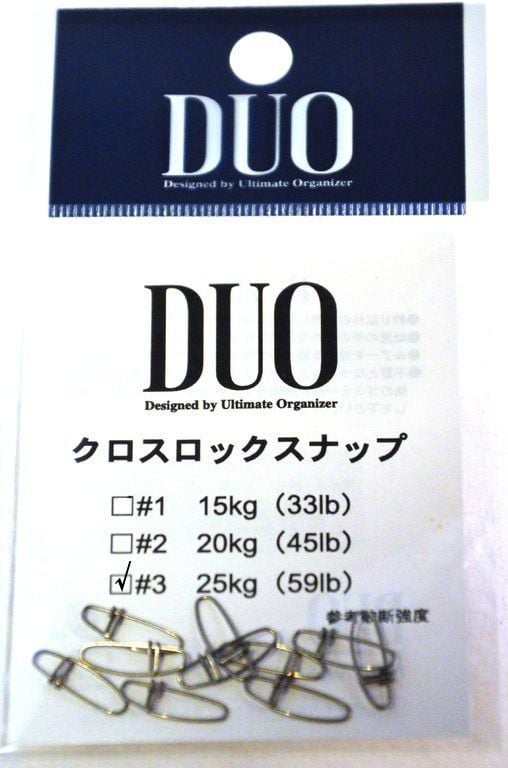 DUO
Designed by Ultimate Organizer
DUO
Designed by Ultimate Organizer
クロスロックスナップ
☐#1 15kg (33lb)
☐#2 20kg (45lb)
☑#3 25kg (59lb)
参考耐断強度